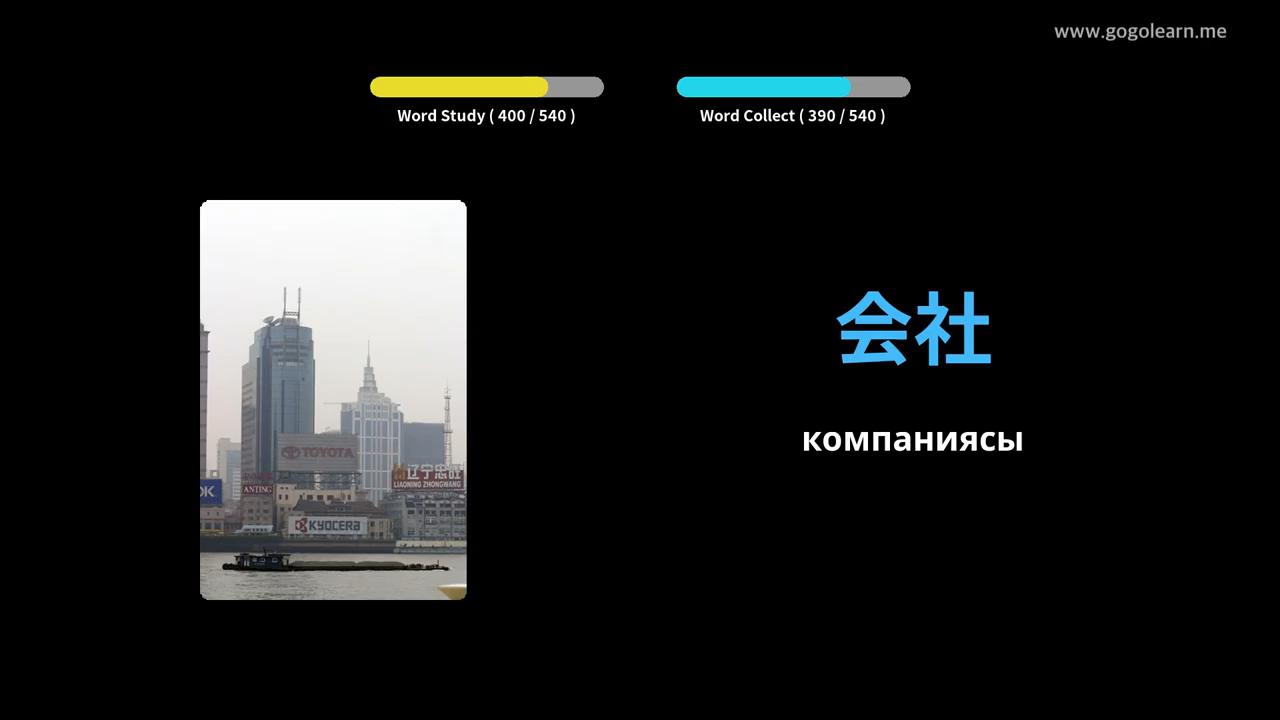 www.gogolearn.me
Word Study ( 400 / 540 )
Word Collect ( 390 / 540 )
会社
компаниясы
TOYOTA
辽宁忠旺
LIAONING ZHONGWANG
ANTING
OK
KYOCERA